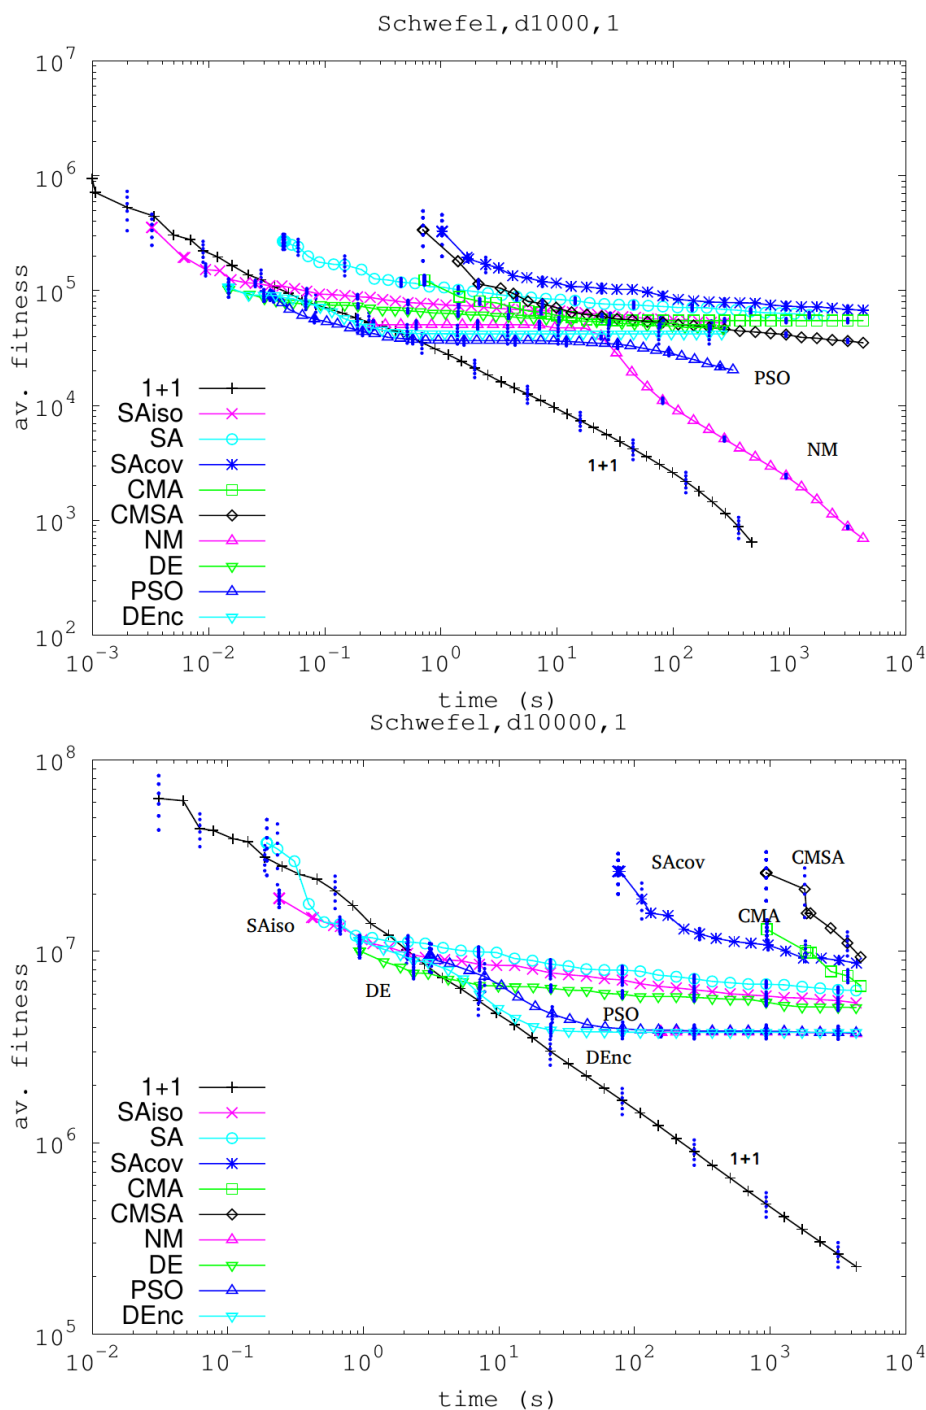 Schwefel,d1000,1
10^7
10^6
10^5
10^4
10^3
10^2
av. fitness
PSO
NM
1+1
1+1
SAiso
SA
SAcov
CMA
CMSA
NM
DE
PSO
DEnc
10^-3 10^-2 10^-1 10^0 10^1 10^2 10^3 10^4
time (s)
Schwefel,d10000,1
10^8
10^7
10^6
10^5
av. fitness
SAcov
CMSA
SAiso
CMA
DE
PSO
DEnc
1+1
1+1
SAiso
SA
SAcov
CMA
CMSA
NM
DE
PSO
DEnc
10^-2 10^-1 10^0 10^1 10^2 10^3 10^4
time (s)